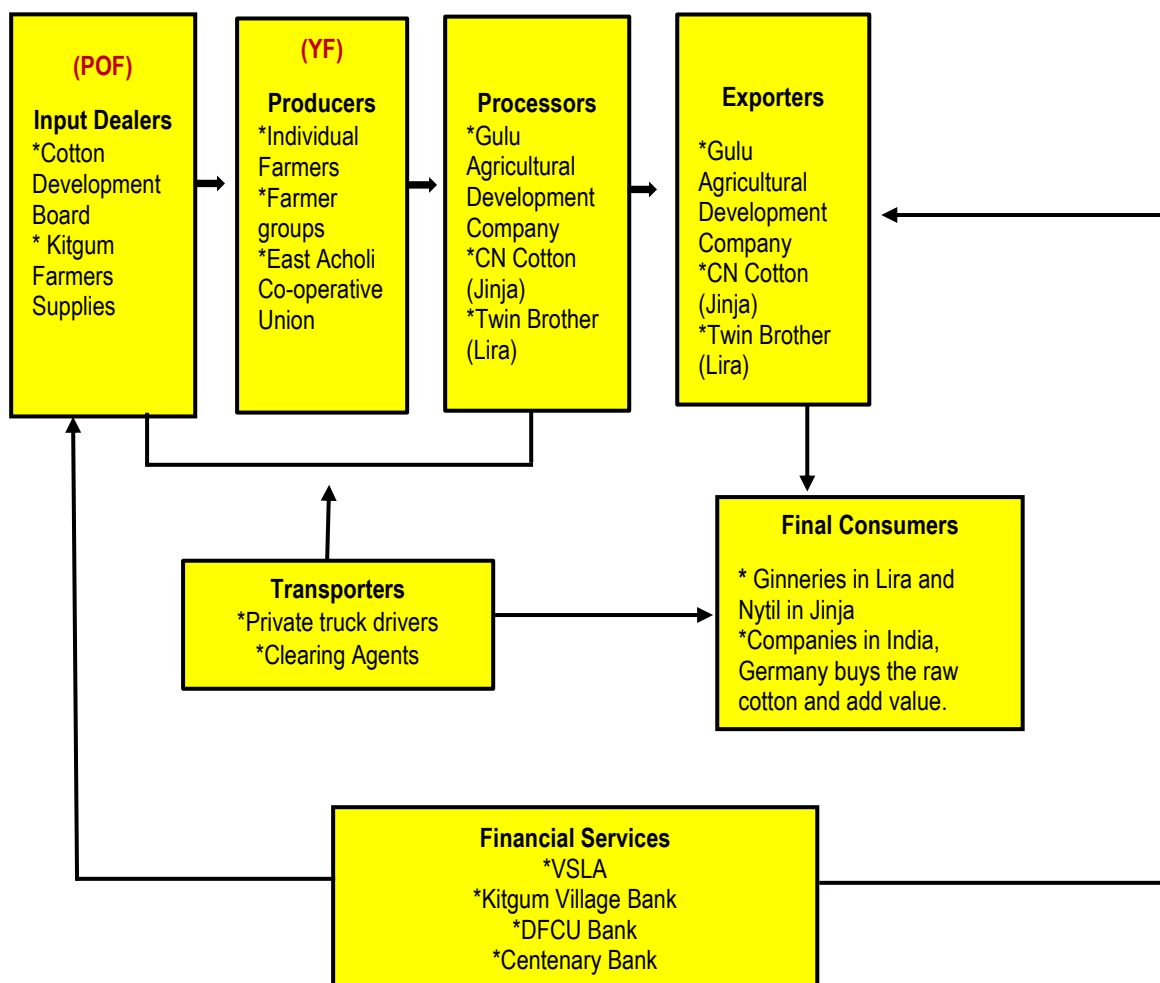 (POF)
Input Dealers
*Cotton
Development
Board
* Kitgum
Farmers
Supplies
(YF)
Producers
*Individual
Farmers
*Farmer
groups
*East Acholi
Co-operative
Union
Processors
*Gulu
Agricultural
Development
Company
*CN Cotton
(Jinja)
*Twin Brother
(Lira)
Exporters
*Gulu
Agricultural
Development
Company
*CN Cotton
(Jinja)
*Twin Brother
(Lira)
Transporters
*Private truck drivers
*Clearing Agents
Final Consumers
* Ginneries in Lira and
Nytil in Jinja
*Companies in India,
Germany buys the raw
cotton and add value.
Financial Services
*VSLA
*Kitgum Village Bank
*DFCU Bank
*Centenary Bank